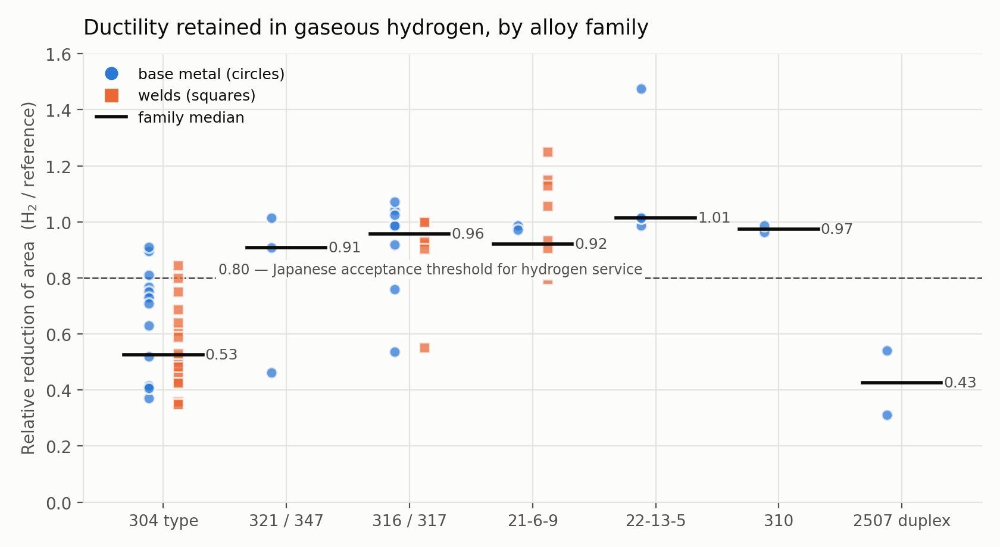 Ductility retained in gaseous hydrogen, by alloy family
Relative reduction of area (H₂ / reference)
1.6
1.4
1.2
1.0
0.8
0.6
0.4
0.2
0.0
base metal (circles)
welds (squares)
family median
0.53
0.91
0.96
0.92
1.01
0.97
0.43
0.80 — Japanese acceptance threshold for hydrogen service
304 type
321 / 347
316 / 317
21-6-9
22-13-5
310
2507 duplex